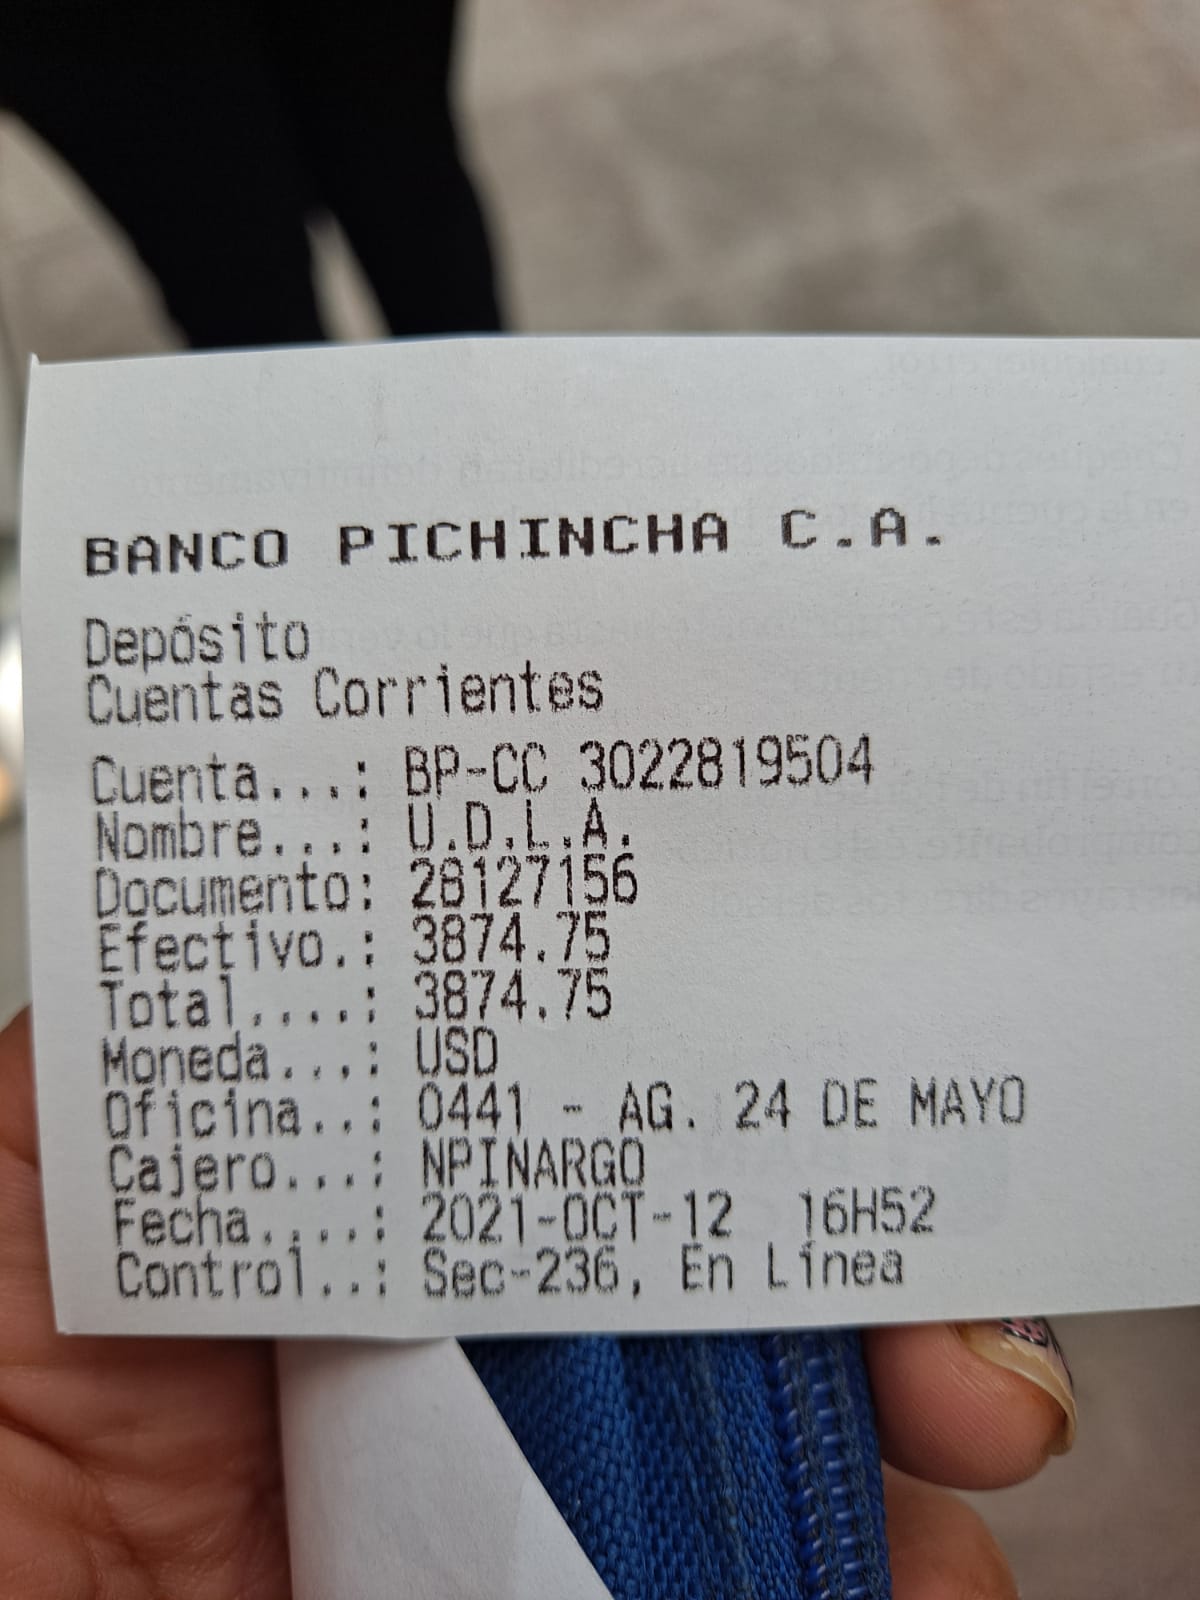 BANCO PICHINCHA C.A.
Depósito
Cuentas Corrientes
Cuenta...: BP-CC 3022819504
Nombre...: U.D.L.A.
Documento: 28127156
Efectivo.: 3874.75
Total....: 3874.75
Moneda...: USD
Oficina..: 0441 - AG. 24 DE MAYO
Cajero...: NPINARGO
Fecha....: 2021-OCT-12 16H52
Control..: Sec-236, En Línea